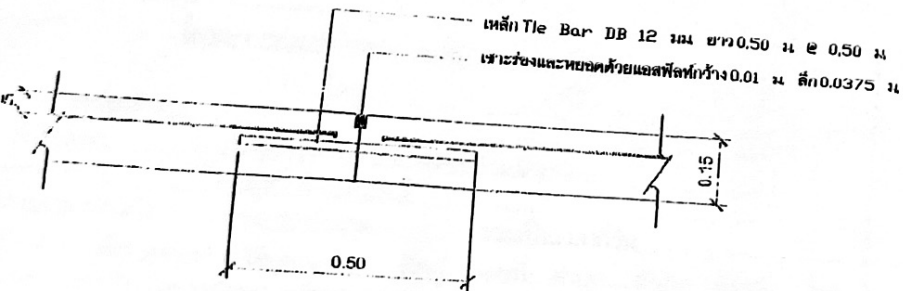 เหล็ก Tie Bar DB 12 มม ยาว 0.50 ม @ 0.50 ม
เซาะร่องและหยอดด้วยแอสฟัลท์กว้าง 0.01 ม ลึก 0.0375 ม
0.15
0.50